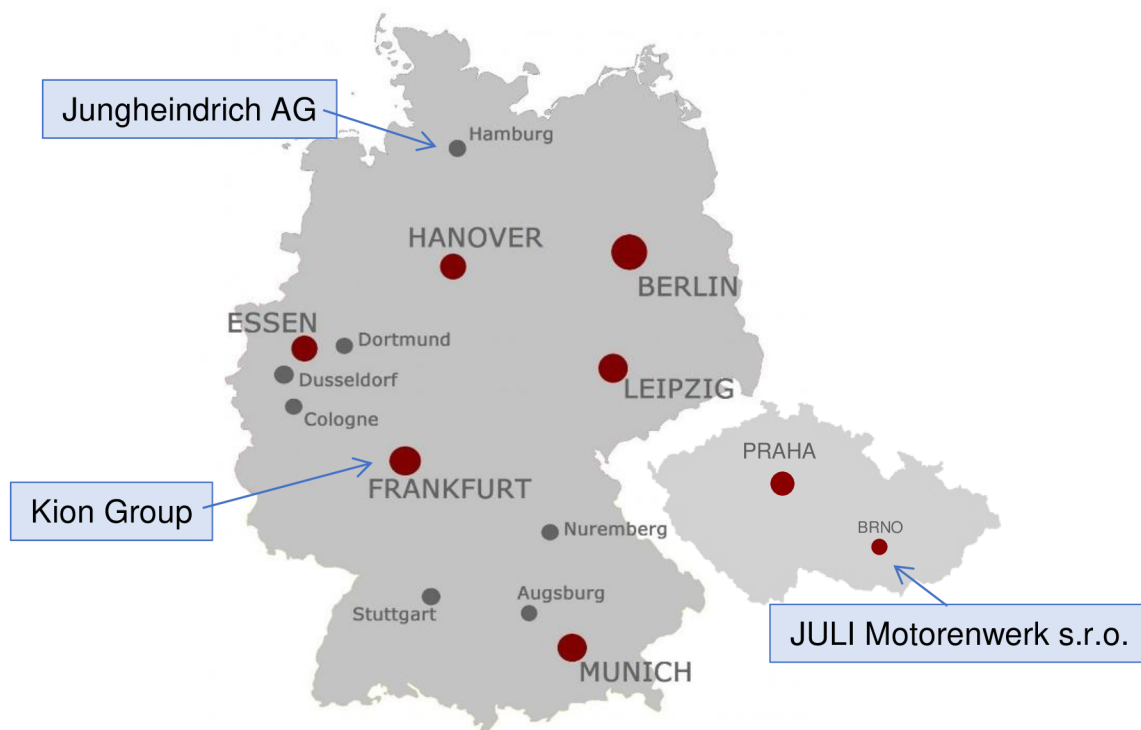 Jungheindrich AG
Hamburg
HANOVER
BERLIN
ESSEN
Dortmund
Dusseldorf
LEIPZIG
Cologne
PRAHA
FRANKFURT
Kion Group
Nuremberg
BRNO
Augsburg
Stuttgart
JULI Motorenwerk s.r.o.
MUNICH